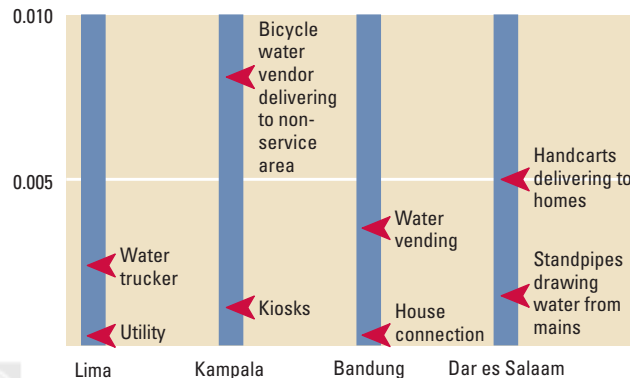 0.010
Bicycle
water
vendor
delivering
to non-
service
area
0.005
Handcarts
delivering to
homes
Water
vending
Water
trucker
Standpipes
drawing
water from
mains
Kiosks
House
connection
Utility
Lima
Kampala
Bandung
Dar es Salaam